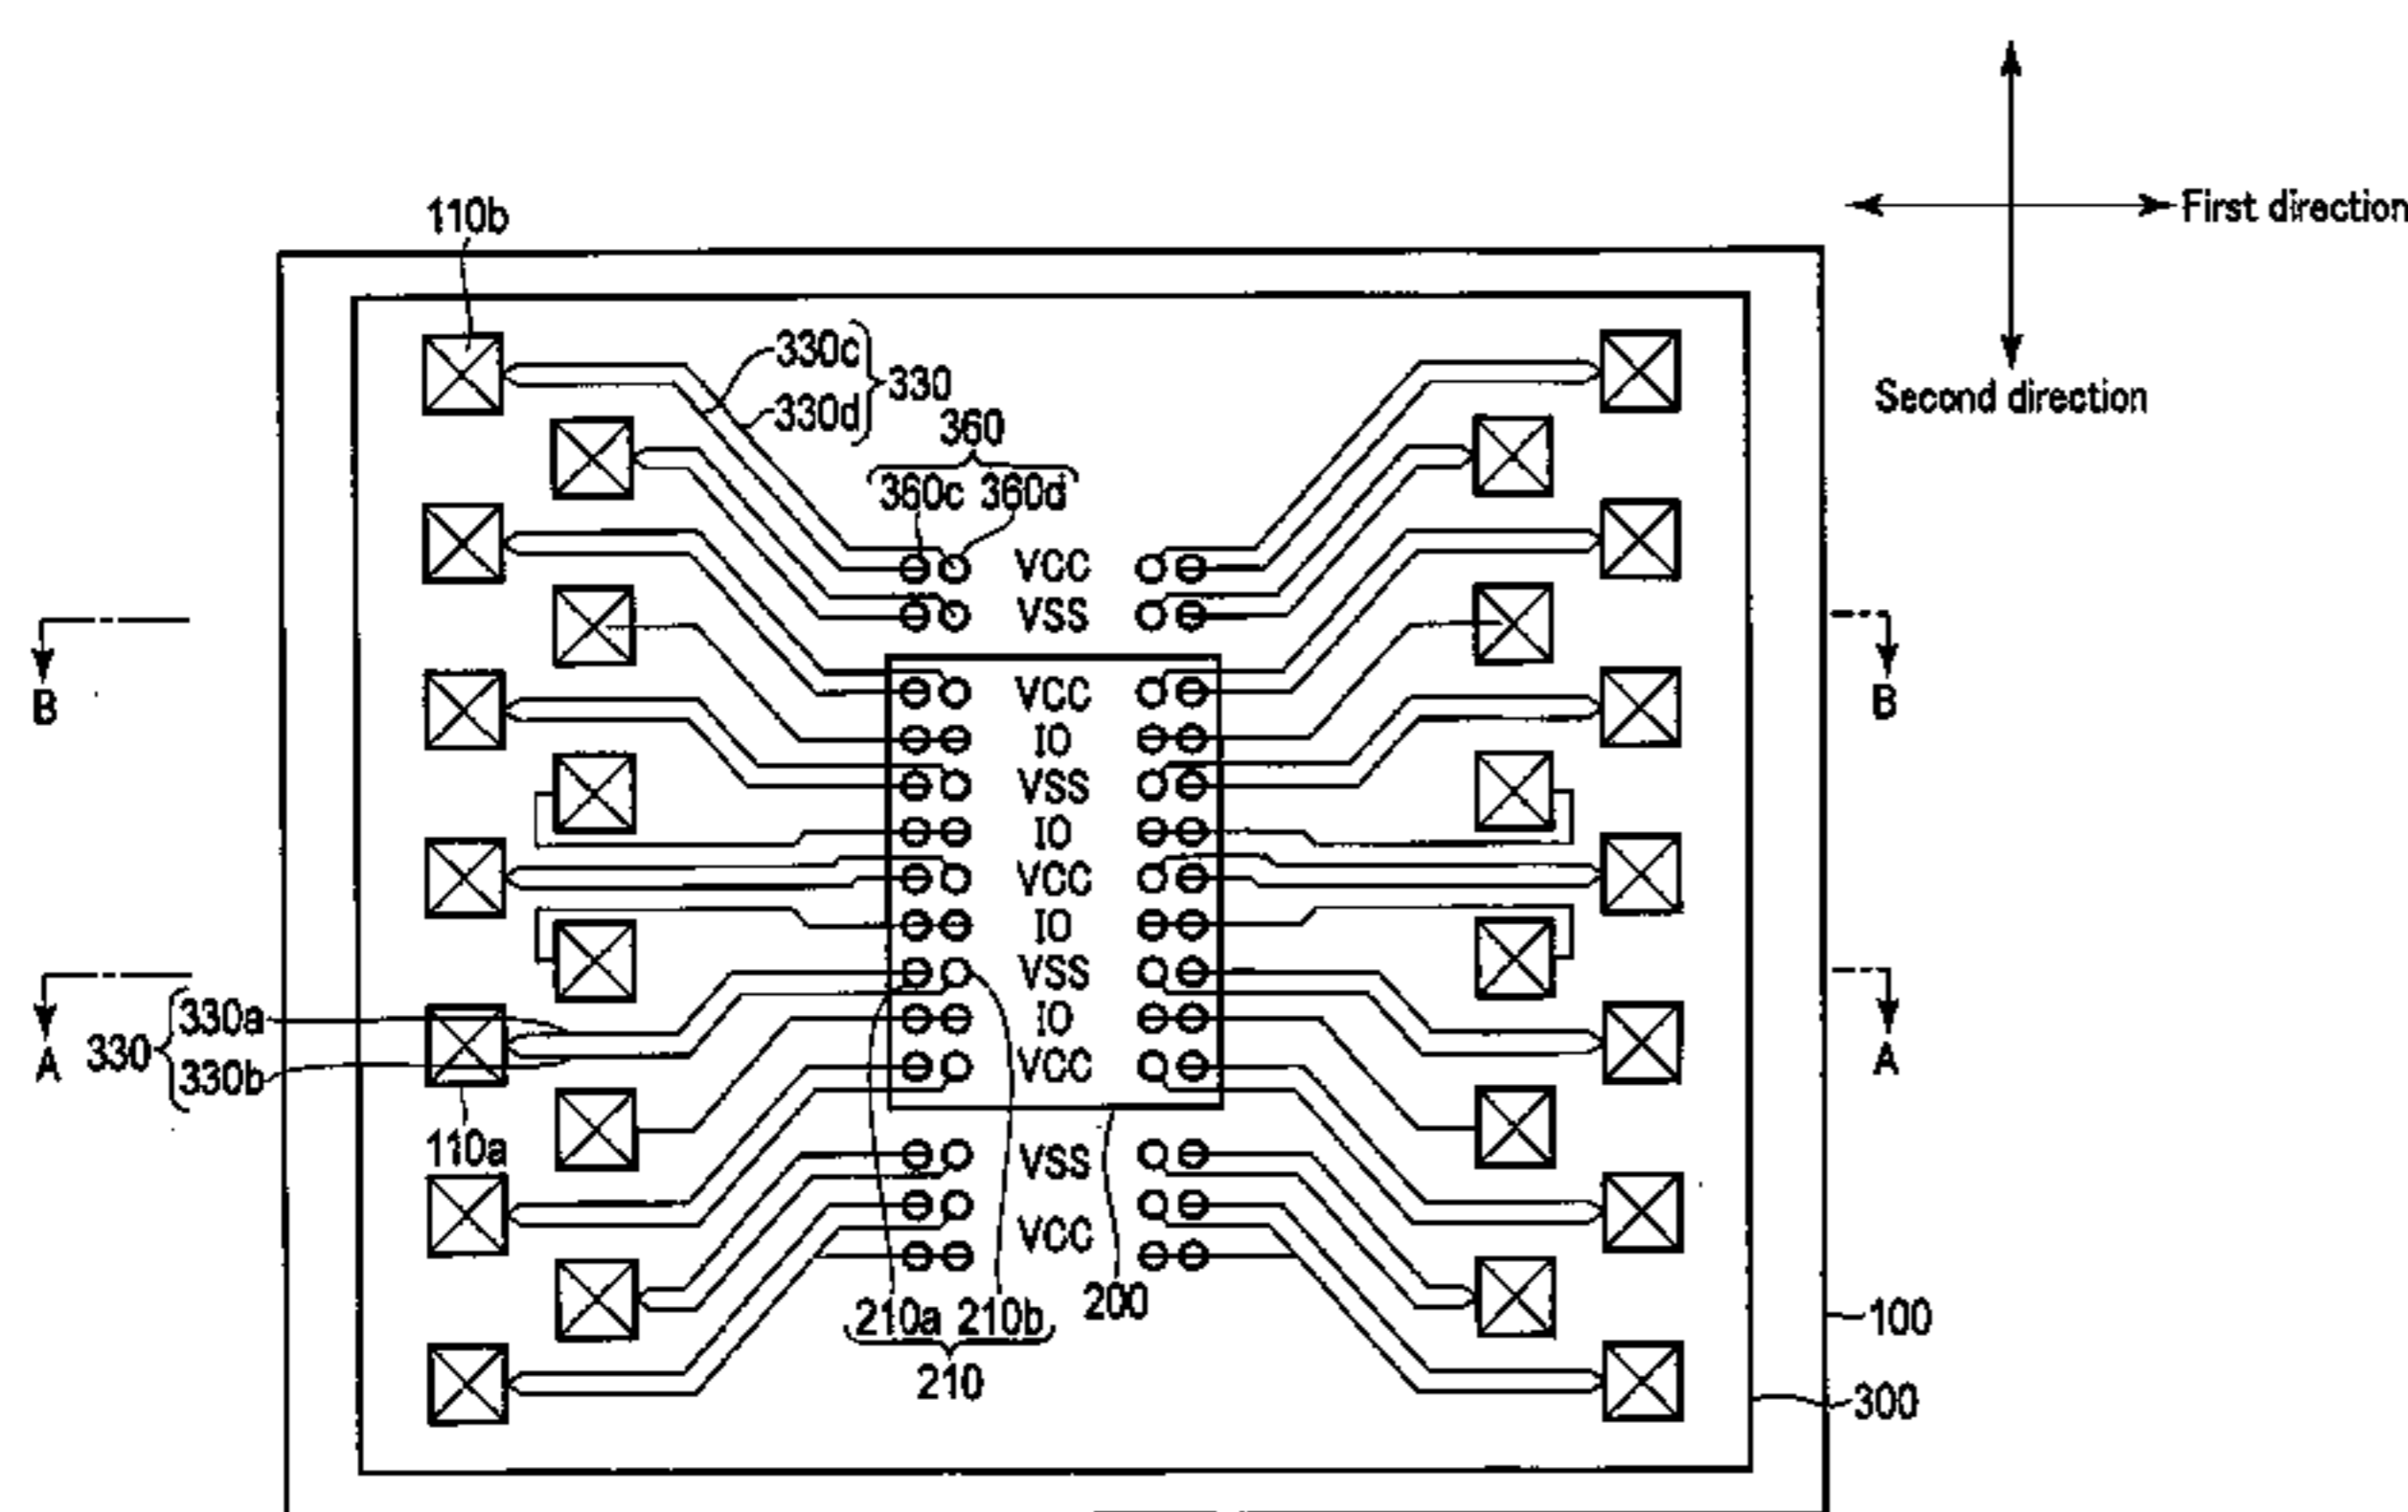 First direction
110b
330c
330
330d
Second direction
360
360c 360d
VCC
VSS
B
VCC
B
IO
VSS
IO
VCC
IO
VSS
330a
330
IO
330b
A
VCC
A
110a
VSS
VCC
200
210a 210b
100
210
300